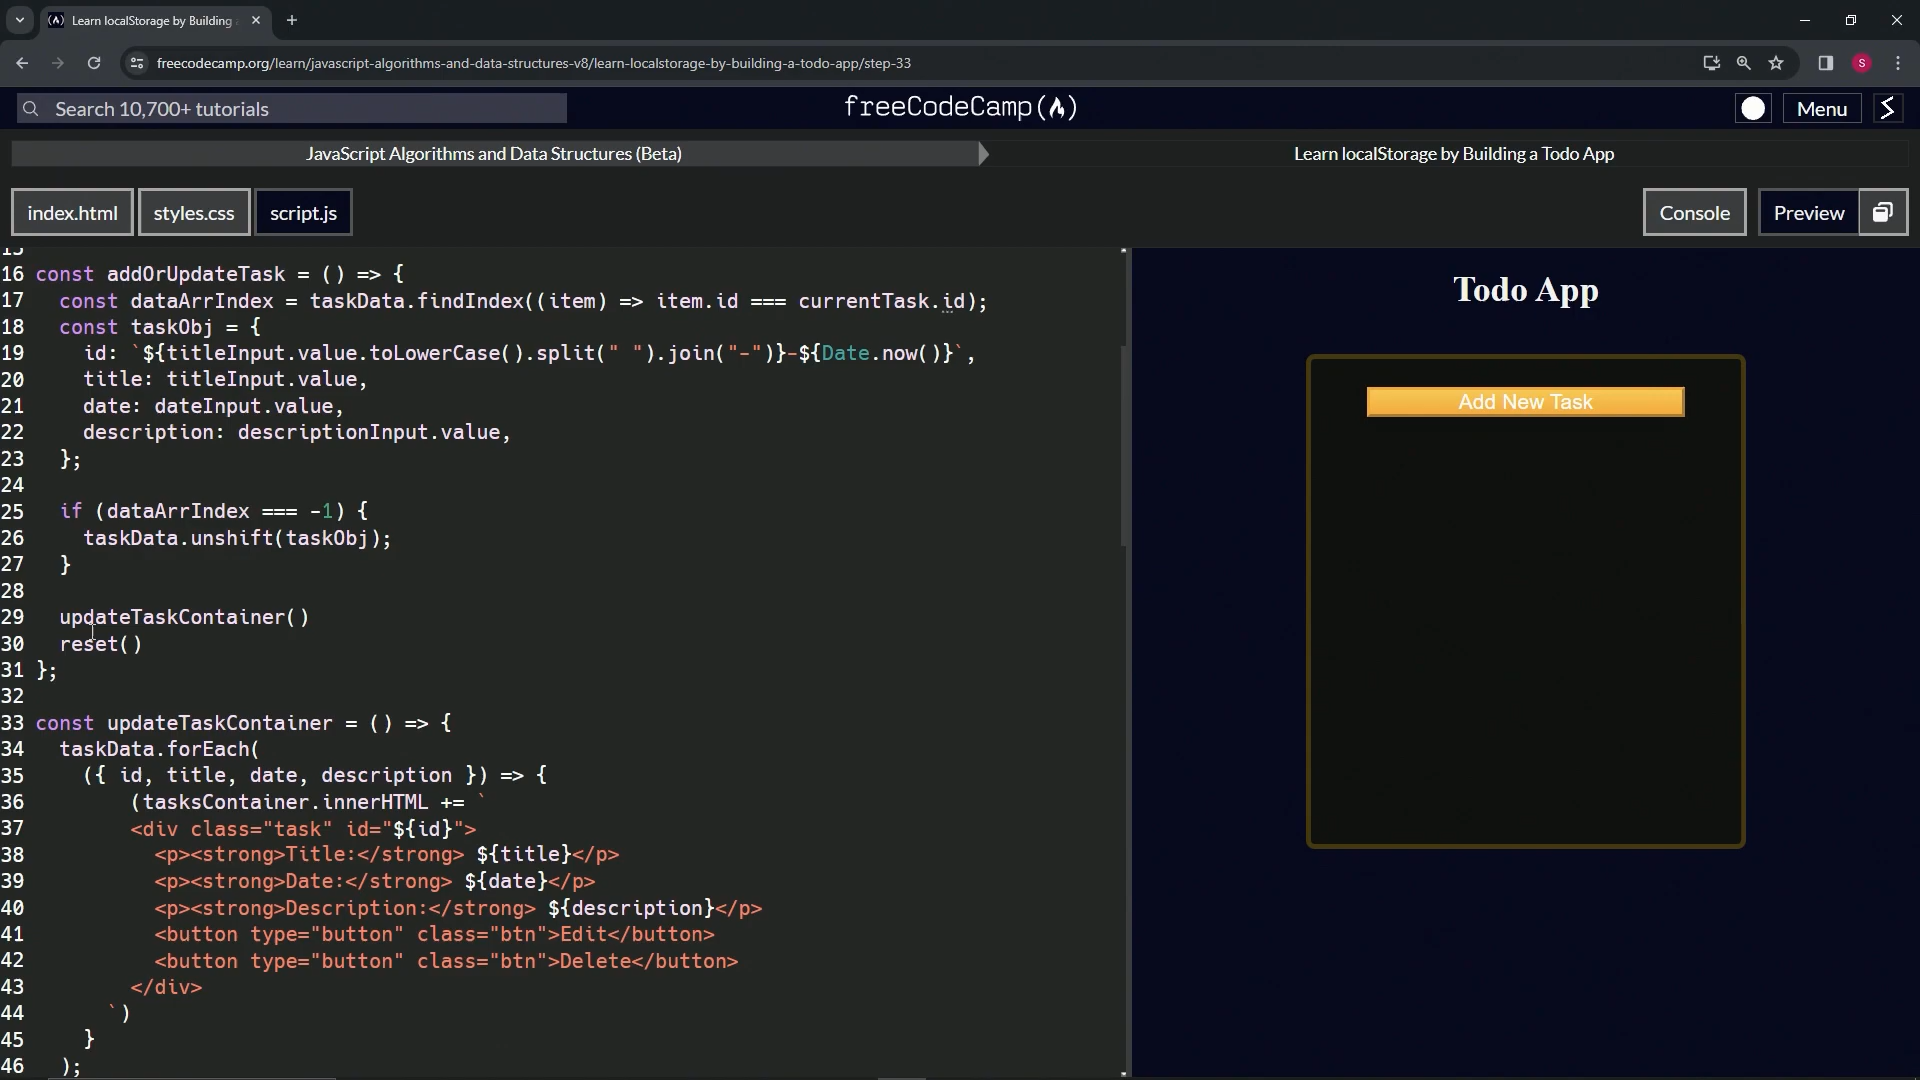 Learn localStorage by Building
freecodecamp.org/learn/javascript-algorithms-and-data-structures-v8/learn-localstorage-by-building-a-todo-app/step-33
S
Search 10,700+ tutorials
freeCodeCamp
Menu
JavaScript Algorithms and Data Structures (Beta)
Learn localStorage by Building a Todo App
index.html
styles.css
script.js
Console
Preview
15
16 const addOrUpdateTask = () => {
17   const dataArrIndex = taskData.findIndex((item) => item.id === currentTask.id);
18   const taskObj = {
19     id: `${titleInput.value.toLowerCase().split(" ").join("-")}-${Date.now()}`,
20     title: titleInput.value,
21     date: dateInput.value,
22     description: descriptionInput.value,
23   };
24
25   if (dataArrIndex === -1) {
26     taskData.unshift(taskObj);
27   }
28
29   updateTaskContainer()
30   reset()
31 };
32
33 const updateTaskContainer = () => {
34   taskData.forEach(
35     ({ id, title, date, description }) => {
36         (tasksContainer.innerHTML += `
37         <div class="task" id="${id}">
38           <p><strong>Title:</strong> ${title}</p>
39           <p><strong>Date:</strong> ${date}</p>
40           <p><strong>Description:</strong> ${description}</p>
41           <button type="button" class="btn">Edit</button>
42           <button type="button" class="btn">Delete</button>
43         </div>
44       `)
45     }
46   );
Todo App
Add New Task